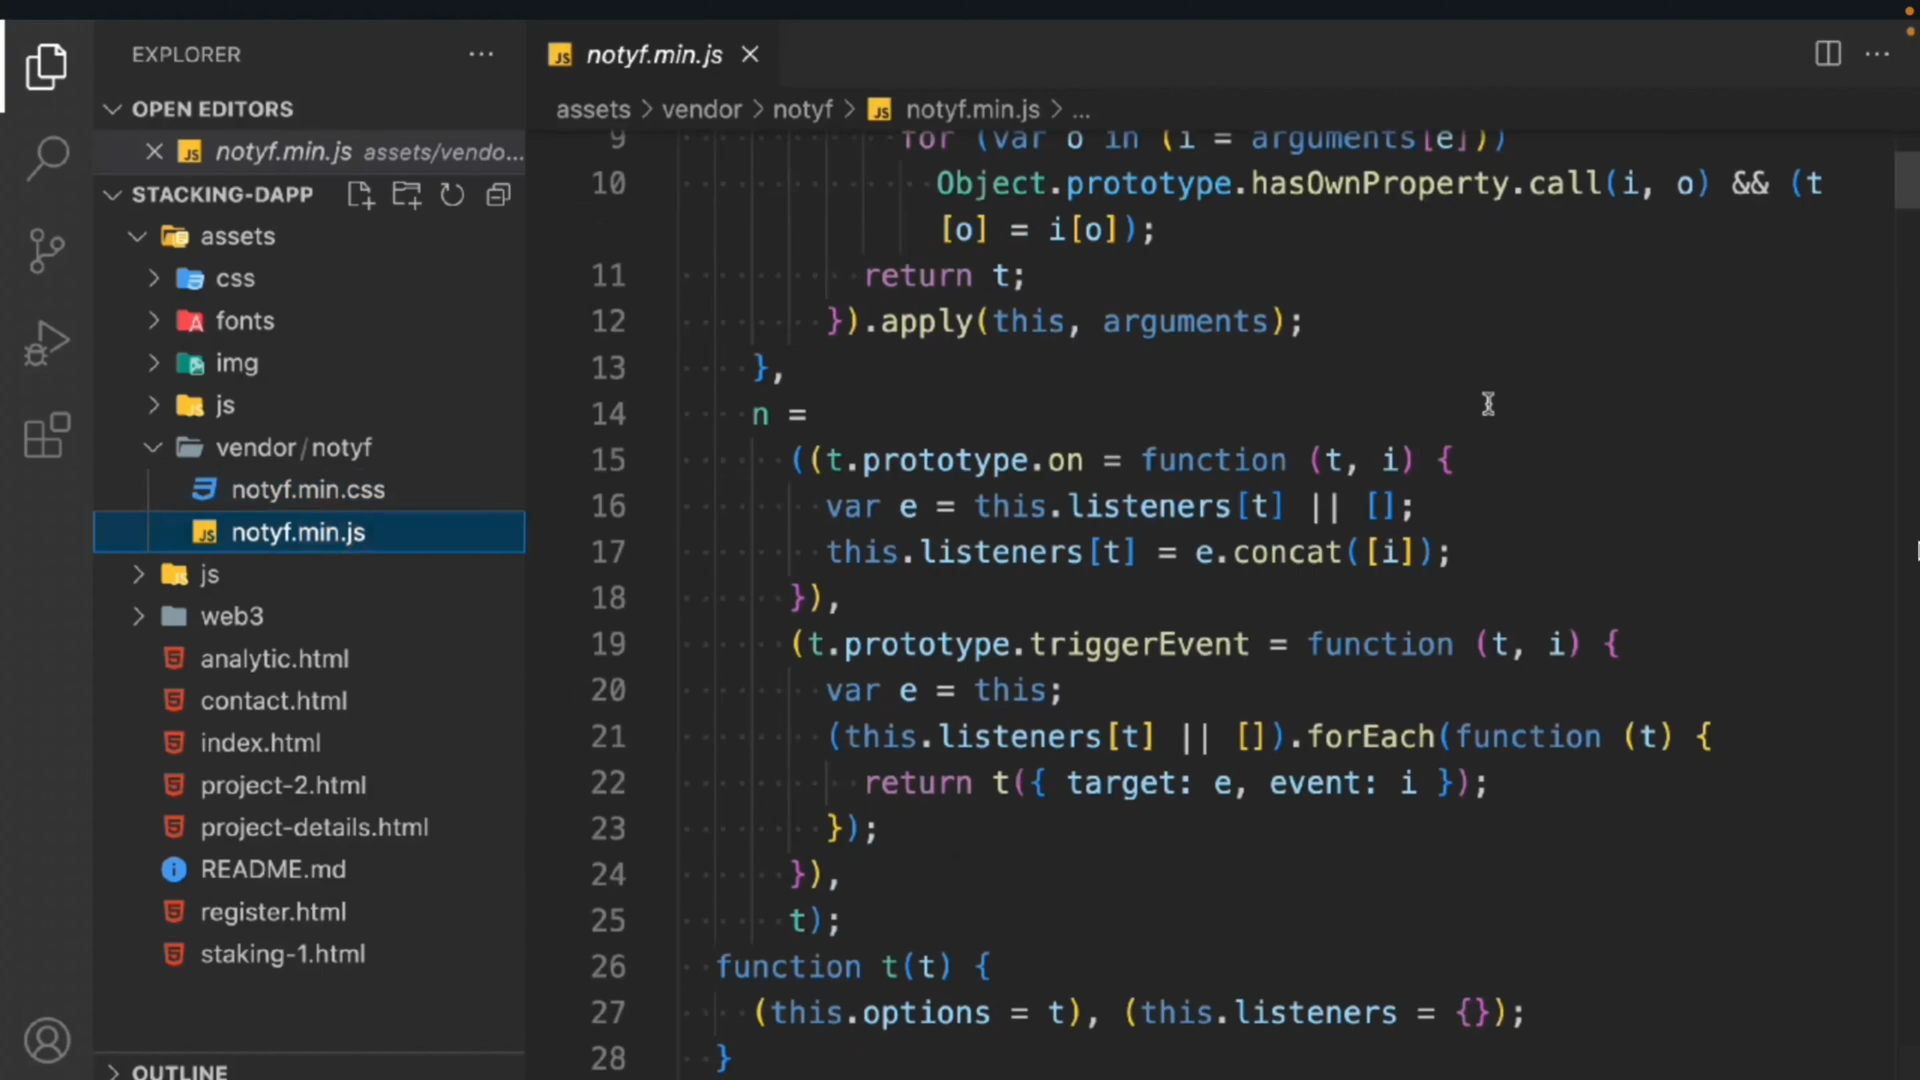 EXPLORER
OPEN EDITORS
notyf.min.js assets/vendo...
STACKING-DAPP
assets
css
fonts
img
js
vendor/notyf
notyf.min.css
notyf.min.js
js
web3
analytic.html
contact.html
index.html
project-2.html
project-details.html
README.md
register.html
staking-1.html
OUTLINE
notyf.min.js
assets > vendor > notyf > notyf.min.js > ...
9 for (var o in (i = arguments[e]))
10 Object.prototype.hasOwnProperty.call(i, o) && (t
[o] = i[o]);
11 return t;
12 }).apply(this, arguments);
13 },
14 n =
15 ((t.prototype.on = function (t, i) {
16 var e = this.listeners[t] || [];
17 this.listeners[t] = e.concat([i]);
18 }),
19 (t.prototype.triggerEvent = function (t, i) {
20 var e = this;
21 (this.listeners[t] || []).forEach(function (t) {
22 return t({ target: e, event: i });
23 });
24 }),
25 t);
26 function t(t) {
27 (this.options = t), (this.listeners = {});
28 }